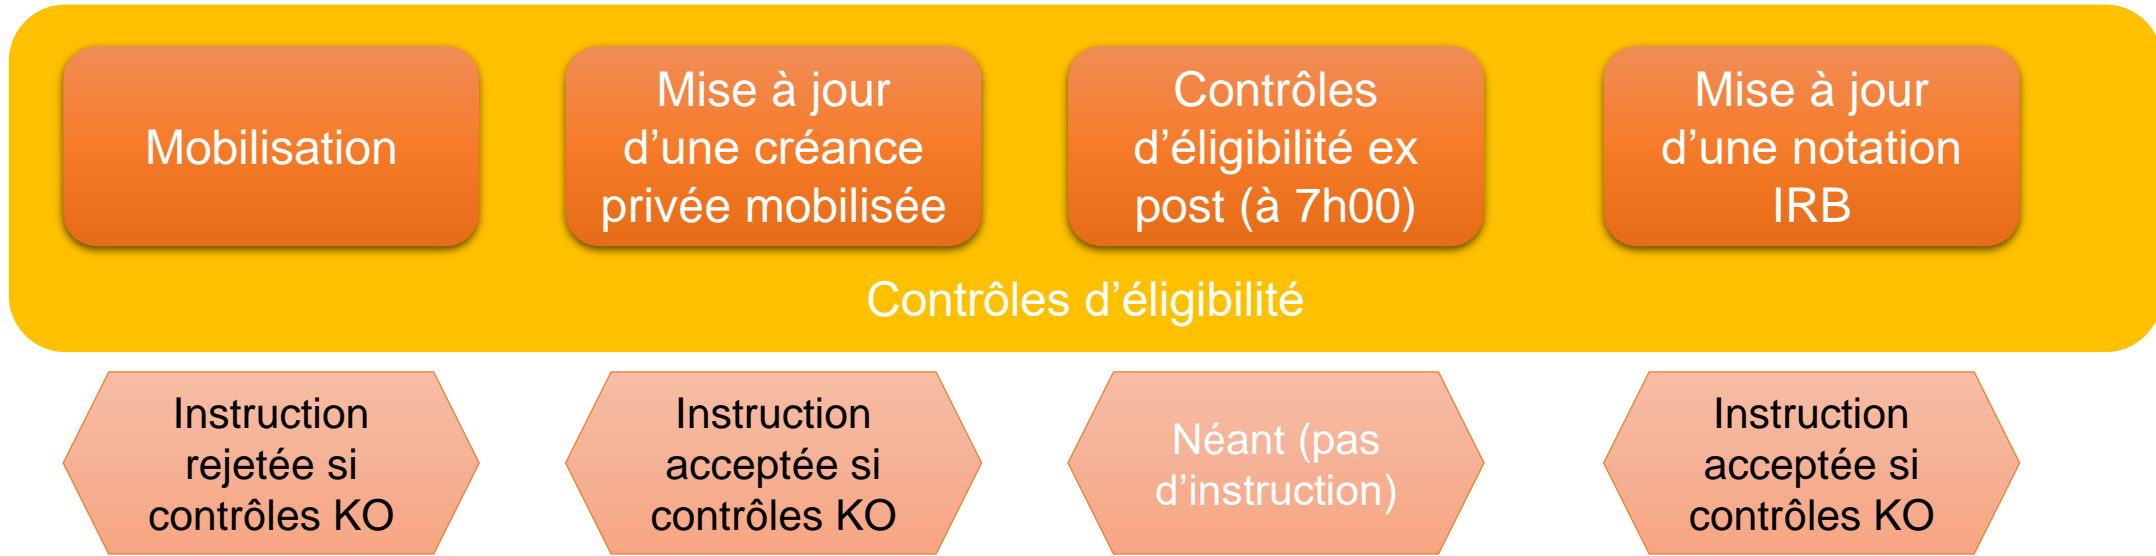 Mobilisation
Mise à jour
d’une créance
privée mobilisée
Contrôles
d’éligibilité ex
post (à 7h00)
Mise à jour
d’une notation
IRB
Contrôles d’éligibilité
Instruction
rejetée si
contrôles KO
Instruction
acceptée si
contrôles KO
Néant (pas
d’instruction)
Instruction
acceptée si
contrôles KO